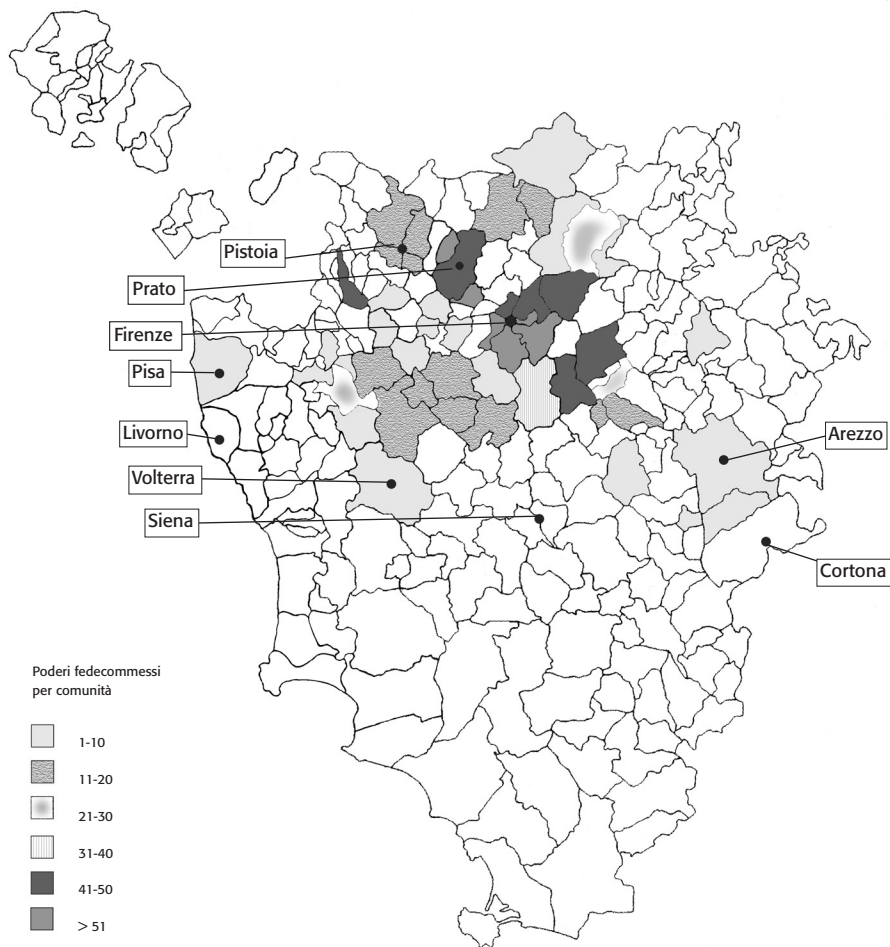 Pistoia
Prato
Firenze
Pisa
Livorno
Arezzo
Volterra
Siena
Cortona
Poderi fedecommessi
per comunità
1-10
11-20
21-30
31-40
41-50
> 51